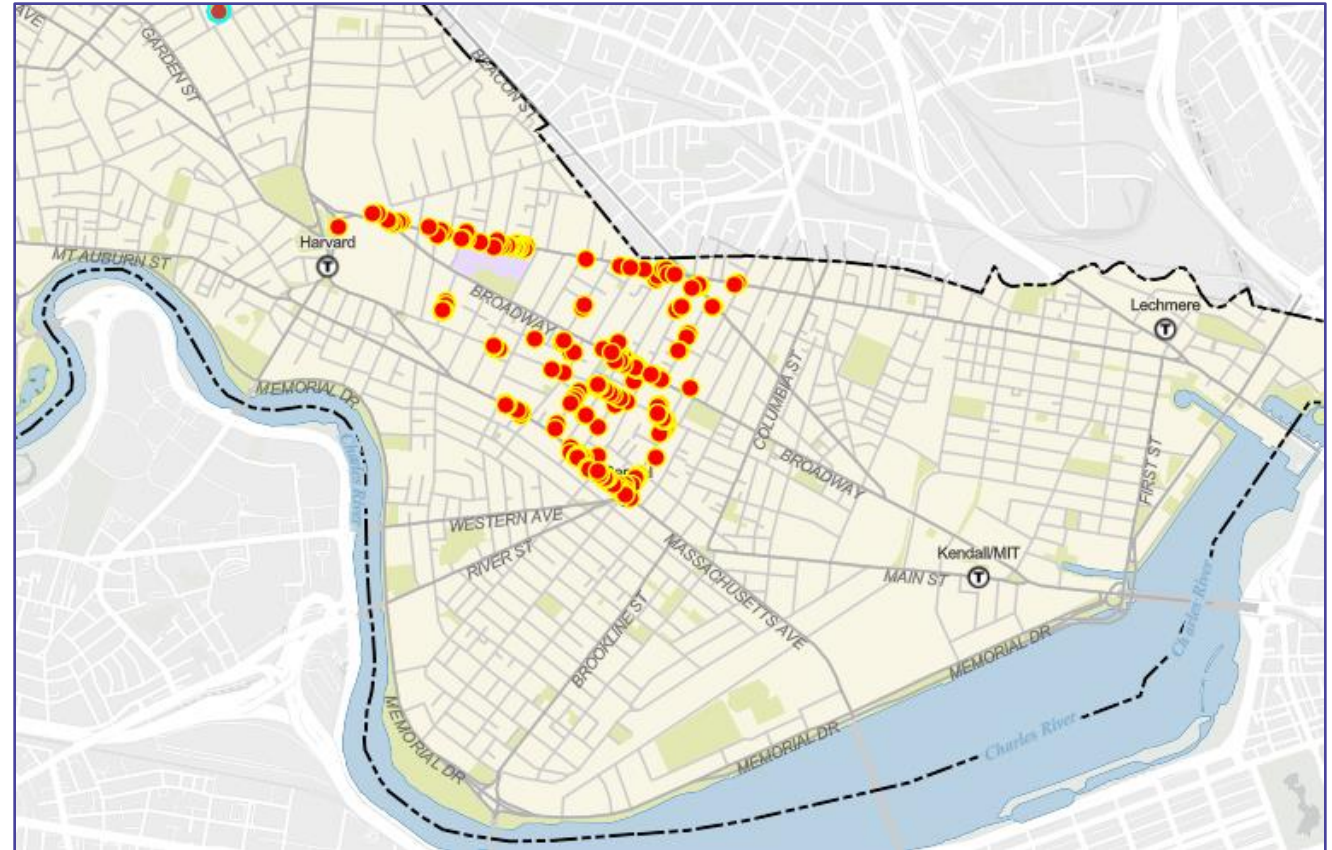 AVE
GARDEN ST
BEACON ST
Harvard
T
MT AUBURN ST
BROADWAY
Lechmere
T
MEMORIAL DR
COLUMBIA ST
Charles River
BROADWAY
FIRST ST
WESTERN AVE
RIVER ST
MASSACHUSETTS AVE
Kendall/MIT
T
MAIN ST
BROOKLINE ST
Charles River
MEMORIAL DR
MEMORIAL DR
MEMORIAL DR
Charles River